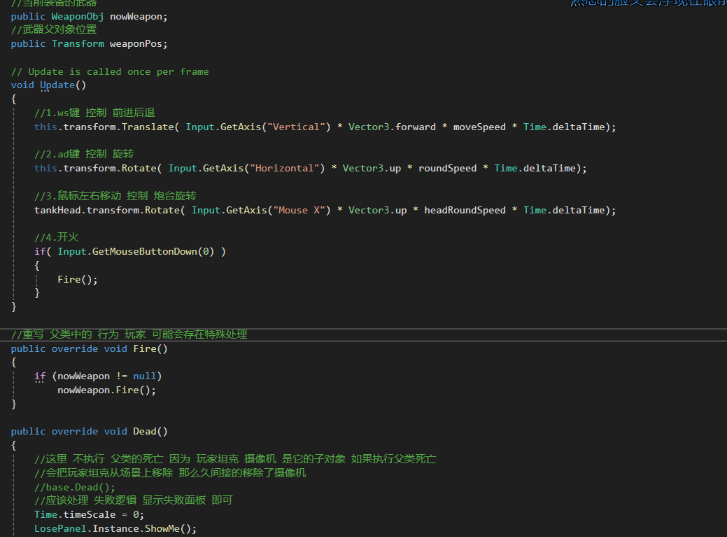 //当前装备的武器
public WeaponObj nowWeapon;
//武器父对象位置
public Transform weaponPos;
// Update is called once per frame
void Update()
{
//1.ws键 控制 前进后退
this.transform.Translate( Input.GetAxis("Vertical") * Vector3.forward * moveSpeed * Time.deltaTime);
//2.ad键 控制 旋转
this.transform.Rotate( Input.GetAxis("Horizontal") * Vector3.up * roundSpeed * Time.deltaTime);
//3.鼠标左右移动 控制 炮台旋转
tankHead.transform.Rotate( Input.GetAxis("Mouse X") * Vector3.up * headRoundSpeed * Time.deltaTime);
//4.开火
if( Input.GetMouseButtonDown(0) )
{
Fire();
}
}
//重写 父类中的 行为 玩家 可能会存在特殊处理
public override void Fire()
{
if (nowWeapon != null)
nowWeapon.Fire();
}
public override void Dead()
{
//这里 不执行 父类的死亡 因为 玩家坦克 摄像机 是它的子对象 如果执行父类死亡
//会把玩家坦克从场景上移除 那么久间接的移除了摄像机
//base.Dead();
//应该处理 失败逻辑 显示失败面板 即可
Time.timeScale = 0;
LosePanel.Instance.ShowMe();